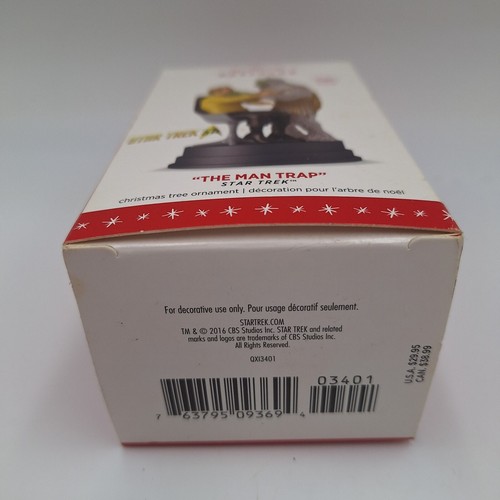 STAR TREK
"THE MAN TRAP"
STAR TREK™
christmas tree ornament | décoration pour l'arbre de noël
For decorative use only. Pour usage décoratif seulement.
STARTREK.COM
TM & © 2016 CBS Studios Inc. STAR TREK and related
marks and logos are trademarks of CBS Studios Inc.
All Rights Reserved.
QXI3401
U.S.A. $29.95
CAN. $38.99
03401
7 63795 09369 4